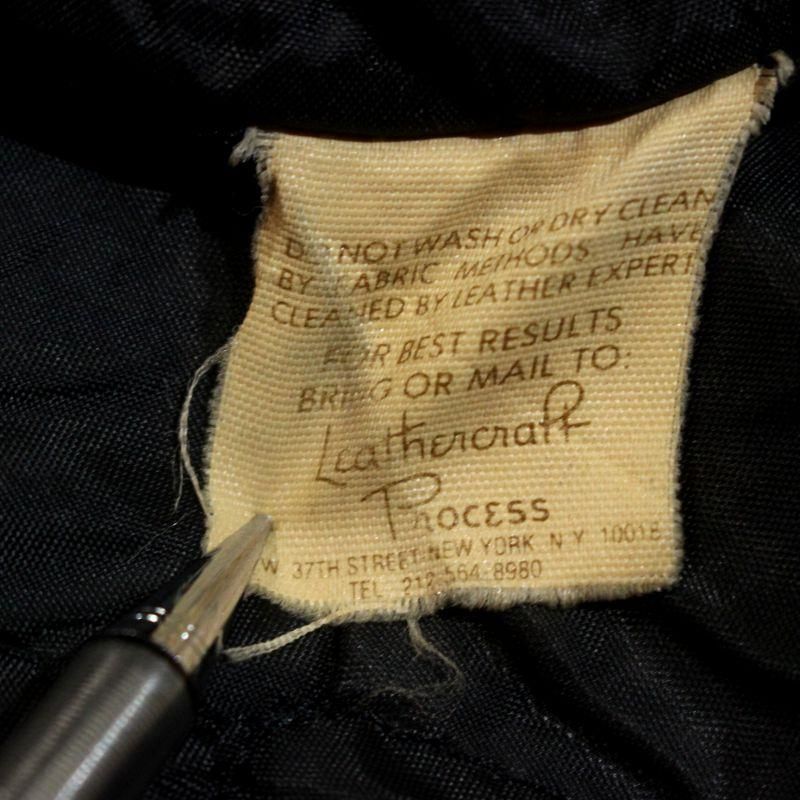 DO NOT WASH OR DRY CLEAN
BY FABRIC METHODS HAVE
CLEANED BY LEATHER EXPERT
FOR BEST RESULTS
BRING OR MAIL TO:
Leathercraft
Process
W 37TH STREET NEW YORK N Y 10018
TEL 212 564-8980